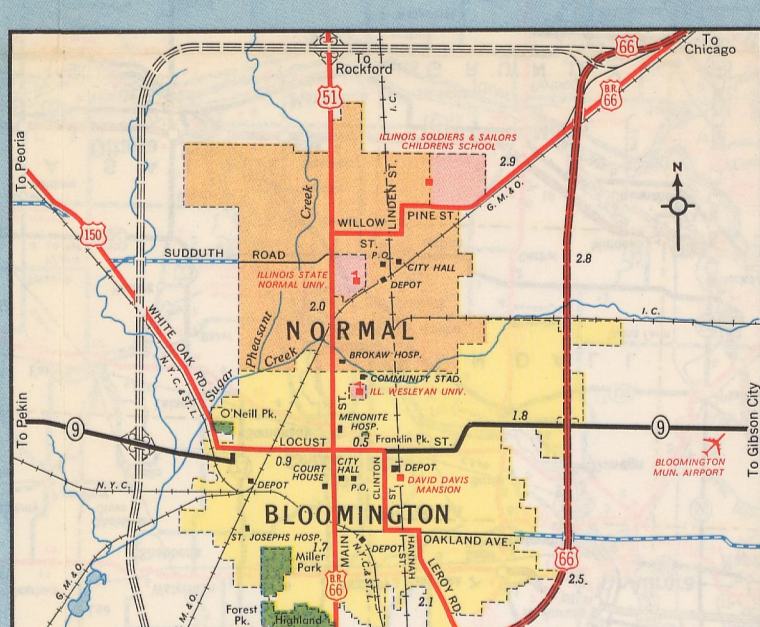 66
To
Chicago
To
Rockford
B.R.
66
51
I. C.
ILLINOIS SOLDIERS & SAILORS
CHILDRENS SCHOOL
2.9
To Peoria
N
G. M. & O.
Creek
LINDEN ST.
PINE ST.
WILLOW
ST.
150
SUDDUTH ROAD
P.O.
CITY HALL
2.8
ILLINOIS STATE
NORMAL UNIV.
DEPOT
2.0
I. C.
WHITE OAK RD.
N.Y.C. & ST. L.
NORMAL
Pheasant
Creek
BROKAW HOSP.
Sugar
COMMUNITY STAD.
ILL. WESLEYAN UNIV.
To Pekin
9
O'Neill Pk.
ST.
MENONITE
HOSP.
1.8
9
To Gibson City
LOCUST
0.5
Franklin Pk.
ST.
0.9
COURT
HOUSE
CITY
HALL
P.O.
CLINTON
ST.
DEPOT
DAVID DAVIS
MANSION
BLOOMINGTON
MUN. AIRPORT
N.Y.C.
DEPOT
BLOOMINGTON
ST. JOSEPHS HOSP.
1.7
Miller
Park
MAIN
N.Y.C. & ST. L.
DEPOT
HANNAH
ST.
OAKLAND AVE.
66
2.5
G. M. & O.
B.R.
66
LEROY RD.
2.1
M. & O.
Forest
Pk.
Highland